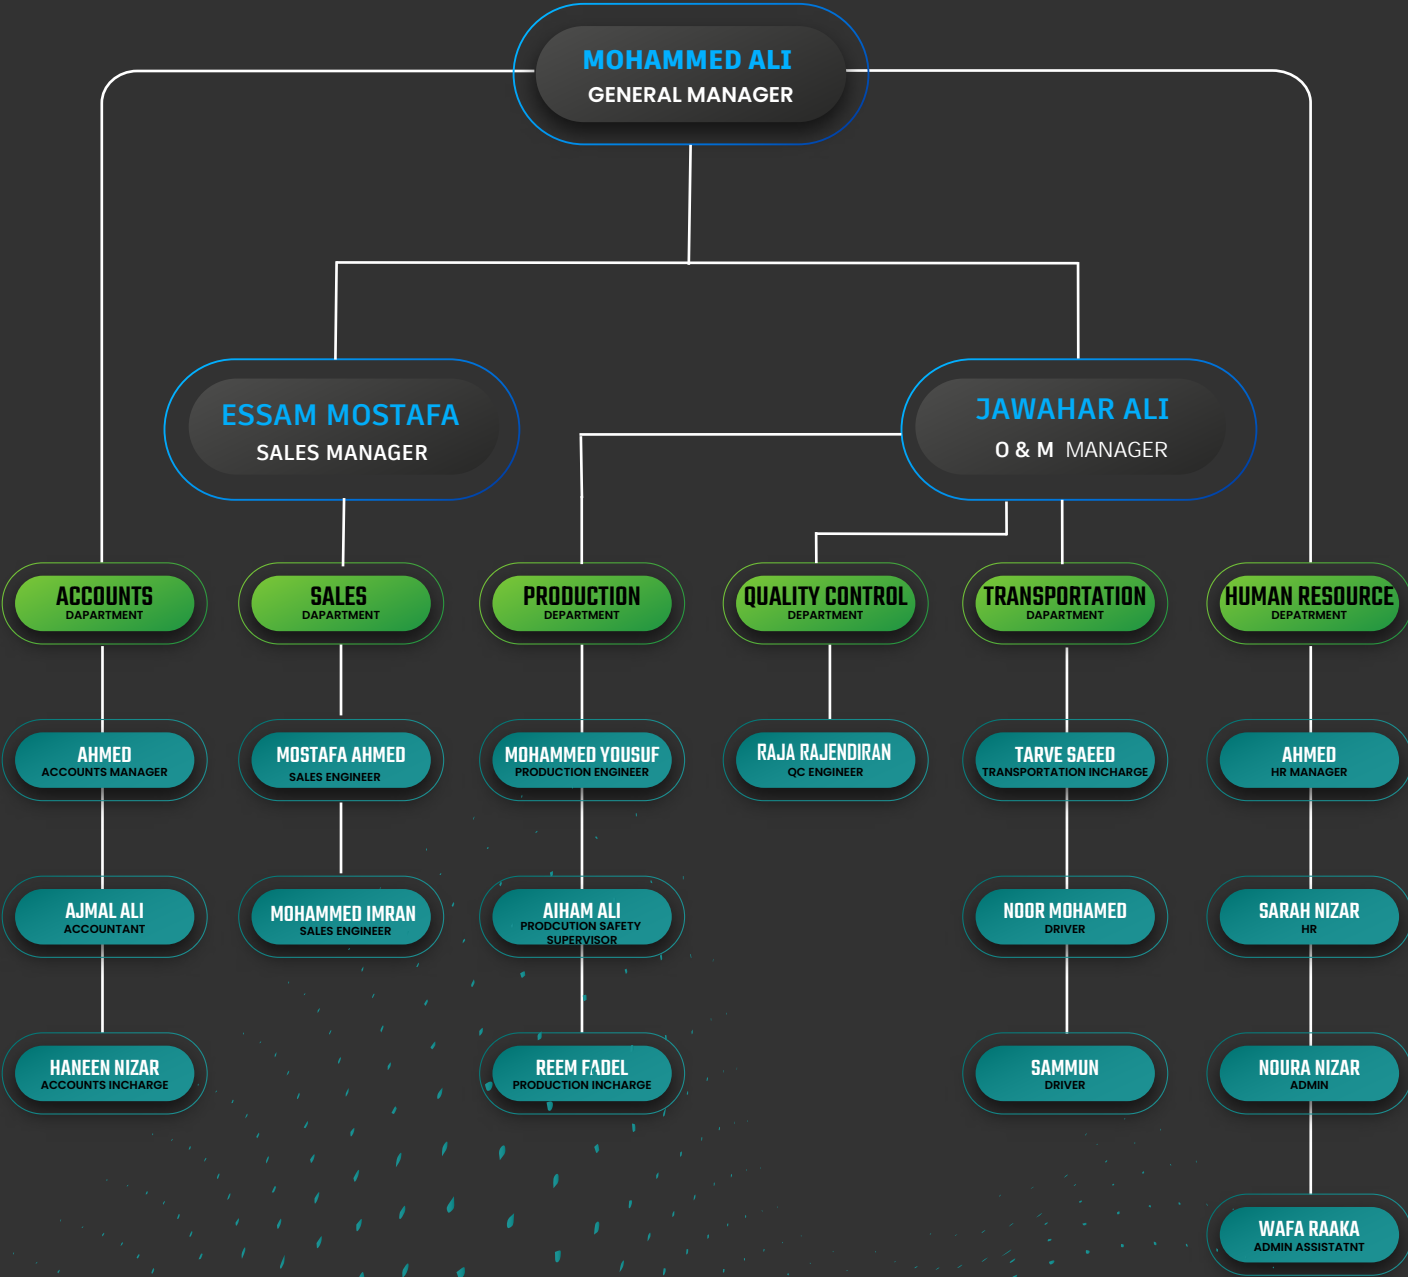 MOHAMMED ALI
GENERAL MANAGER
ESSAM MOSTAFA
SALES MANAGER
JAWAHAR ALI
O & M MANAGER
ACCOUNTS
DAPARTMENT
SALES
DAPARTMENT
PRODUCTION
DEPARTMENT
QUALITY CONTROL
DEPARTMENT
TRANSPORTATION
DAPARTMENT
HUMAN RESOURCE
DEPATRMENT
AHMED
ACCOUNTS MANAGER
MOSTAFA AHMED
SALES ENGINEER
MOHAMMED YOUSUF
PRODUCTION ENGINEER
RAJA RAJENDIRAN
QC ENGINEER
TARVE SAEED
TRANSPORTATION INCHARGE
AHMED
HR MANAGER
AJMAL ALI
ACCOUNTANT
MOHAMMED IMRAN
SALES ENGINEER
AIHAM ALI
PRODCUTION SAFETY
SUPERVISOR
NOOR MOHAMED
DRIVER
SARAH NIZAR
HR
HANEEN NIZAR
ACCOUNTS INCHARGE
REEM FADEL
PRODUCTION INCHARGE
SAMMUN
DRIVER
NOURA NIZAR
ADMIN
WAFA RAAKA
ADMIN ASSISTATNT